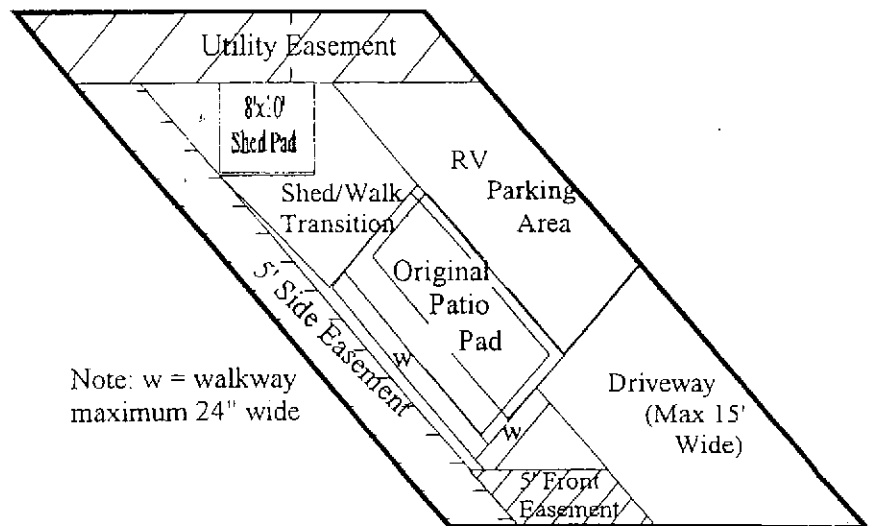 Utility Easement
8'x10'
Shed Pad
RV
Parking
Area
Shed/Walk
Transition
Original
Patio
Pad
5' Side Easement
w
w
Note: w = walkway
maximum 24" wide
Driveway
(Max 15'
Wide)
5' Front
Easement